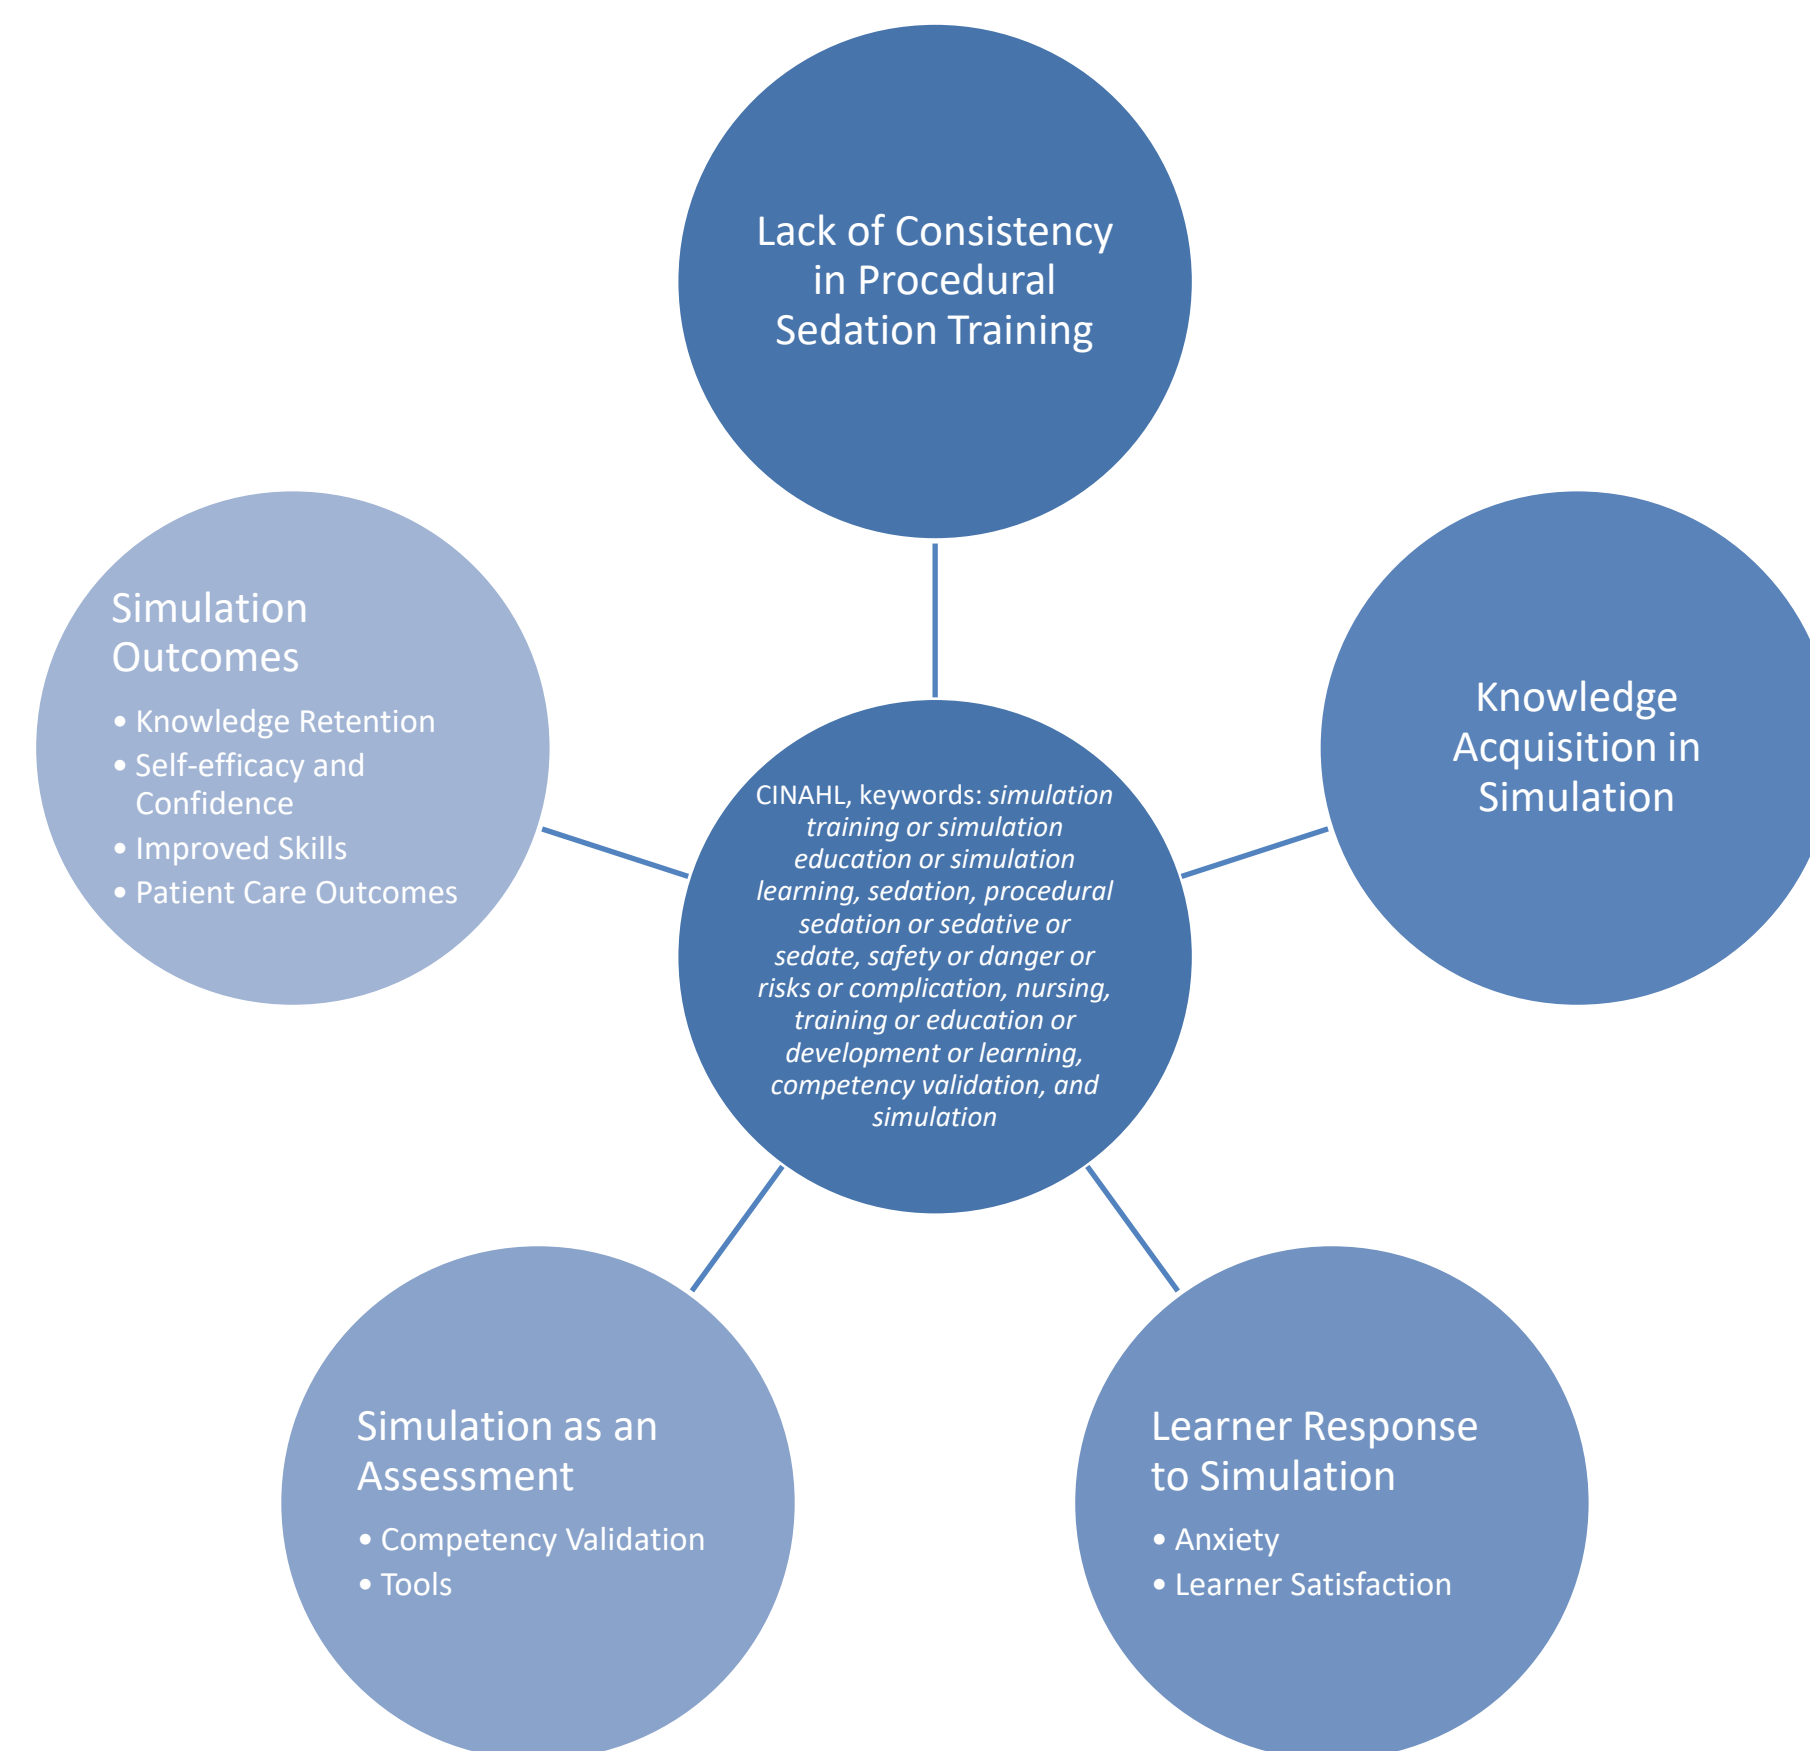 Lack of Consistency
in Procedural
Sedation Training
Simulation
Outcomes
• Knowledge Retention
• Self-efficacy and
Confidence
• Improved Skills
• Patient Care Outcomes
Knowledge
Acquisition in
Simulation
CINAHL, keywords: simulation
training or simulation
education or simulation
learning, sedation, procedural
sedation or sedative or
sedate, safety or danger or
risks or complication, nursing,
training or education or
development or learning,
competency validation, and
simulation
Simulation as an
Assessment
• Competency Validation
• Tools
Learner Response
to Simulation
• Anxiety
• Learner Satisfaction